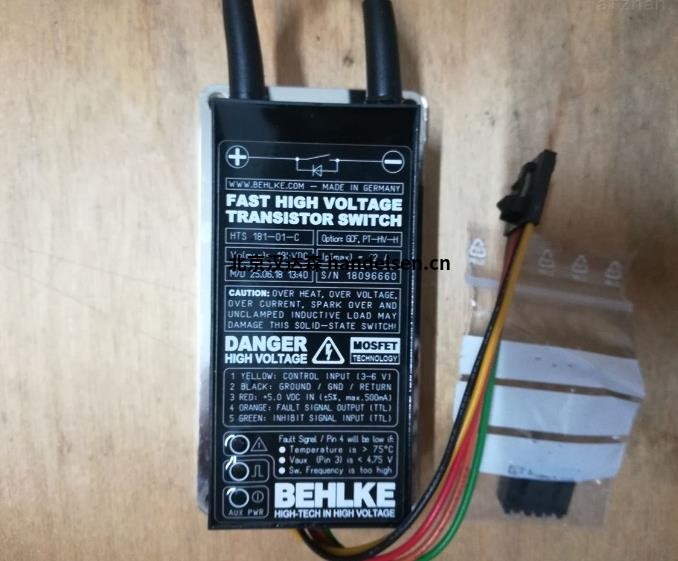 + −
WWW.BEHLKE.COM – MADE IN GERMANY
FAST HIGH VOLTAGE
TRANSISTOR SWITCH
HTS 181-01-C Option: GCF, PT-HV-H
handelsen.cn
M/D 25.06.18 13:40 S/N 18096660
CAUTION: OVER HEAT, OVER VOLTAGE,
OVER CURRENT, SPARK OVER AND
UNCLAMPED INDUCTIVE LOAD MAY
DAMAGE THIS SOLID-STATE SWITCH!
DANGER
HIGH VOLTAGE
MOSFET
TECHNOLOGY
1 YELLOW: CONTROL INPUT (3-6 V)
2 BLACK: GROUND / GND / RETURN
3 RED: +5.0 VDC IN (±5%, max.500mA)
4 ORANGE: FAULT SIGNAL OUTPUT (TTL)
5 GREEN: INHIBIT SIGNAL INPUT (TTL)
Fault Signal / Pin 4 will be low if:
● Temperature is > 75°C
● Vaux (Pin 3) is < 4,75 V
● Sw. Frequency is too high
AUX PWR
BEHLKE
HIGH-TECH IN HIGH VOLTAGE